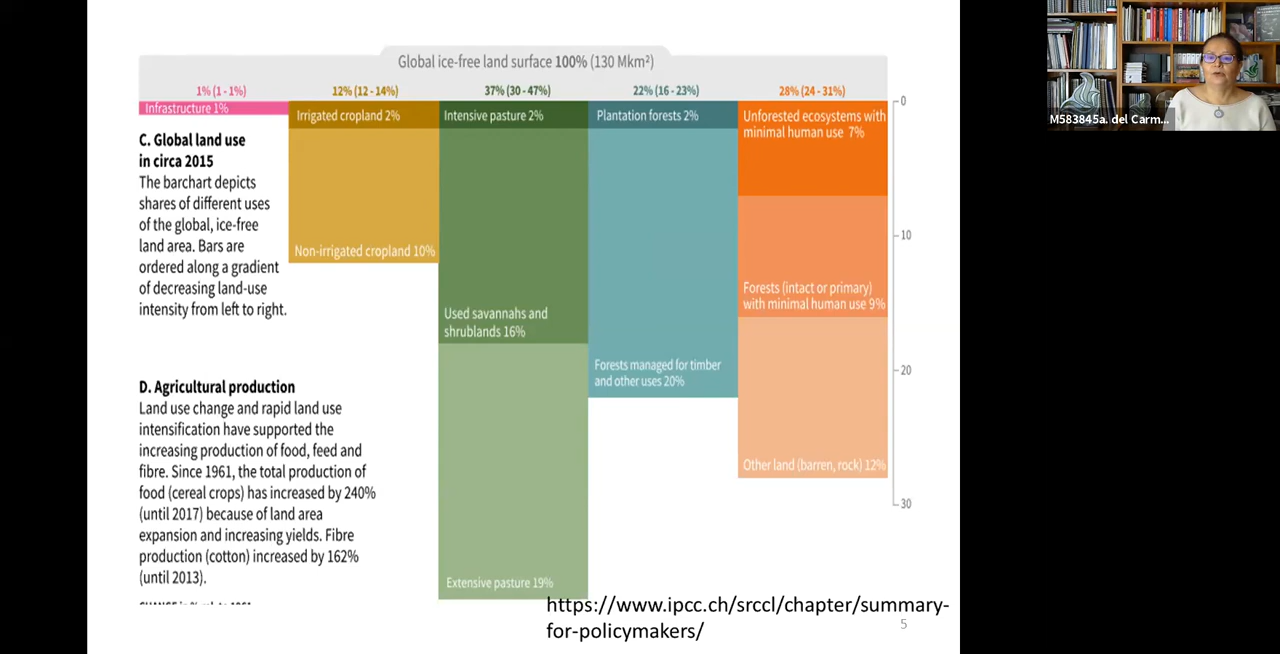 Global ice-free land surface 100% (130 Mkm²)
1% (1 - 1%)
12% (12 - 14%)
37% (30 - 47%)
22% (16 - 23%)
28% (24 - 31%)
Infrastructure 1%
Irrigated cropland 2%
Non-irrigated cropland 10%
Intensive pasture 2%
Used savannahs and
shrublands 16%
Extensive pasture 19%
Plantation forests 2%
Forests managed for timber
and other uses 20%
Unforested ecosystems with
minimal human use 7%
Forests (intact or primary)
with minimal human use 9%
Other land (barren, rock) 12%
0
10
20
30
C. Global land use
in circa 2015
The barchart depicts
shares of different uses
of the global, ice-free
land area. Bars are
ordered along a gradient
of decreasing land-use
intensity from left to right.
D. Agricultural production
Land use change and rapid land use
intensification have supported the
increasing production of food, feed and
fibre. Since 1961, the total production of
food (cereal crops) has increased by 240%
(until 2017) because of land area
expansion and increasing yields. Fibre
production (cotton) increased by 162%
(until 2013).
https://www.ipcc.ch/srccl/chapter/summary-
for-policymakers/
5
M583845a. del Carm...